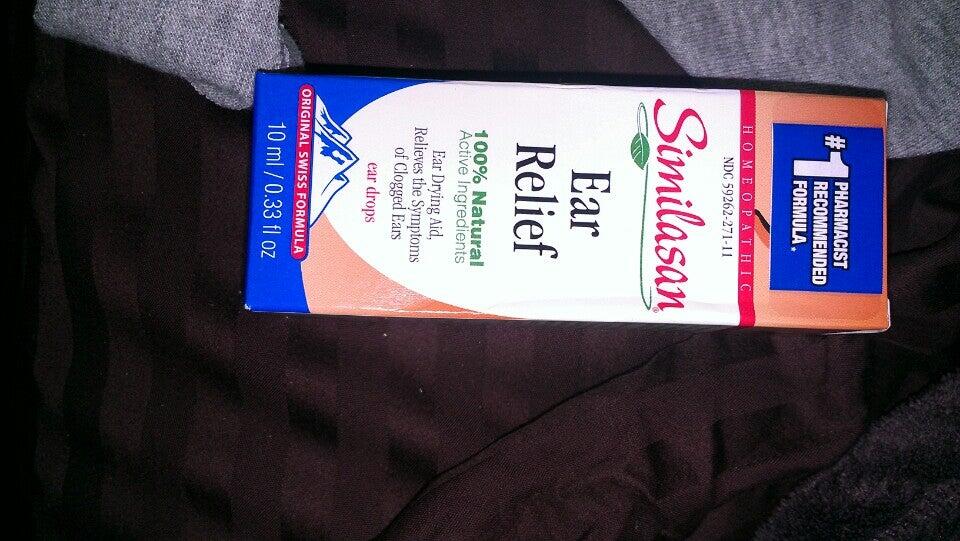 #1 PHARMACIST
RECOMMENDED
FORMULA*
HOMEOPATHIC
NDC 59262-271-11
Similasan®
Ear
Relief
100% Natural
Active Ingredients
Ear Drying Aid,
Relieves the Symptoms
of Clogged Ears
ear drops
ORIGINAL SWISS FORMULA
10 ml / 0.33 fl oz